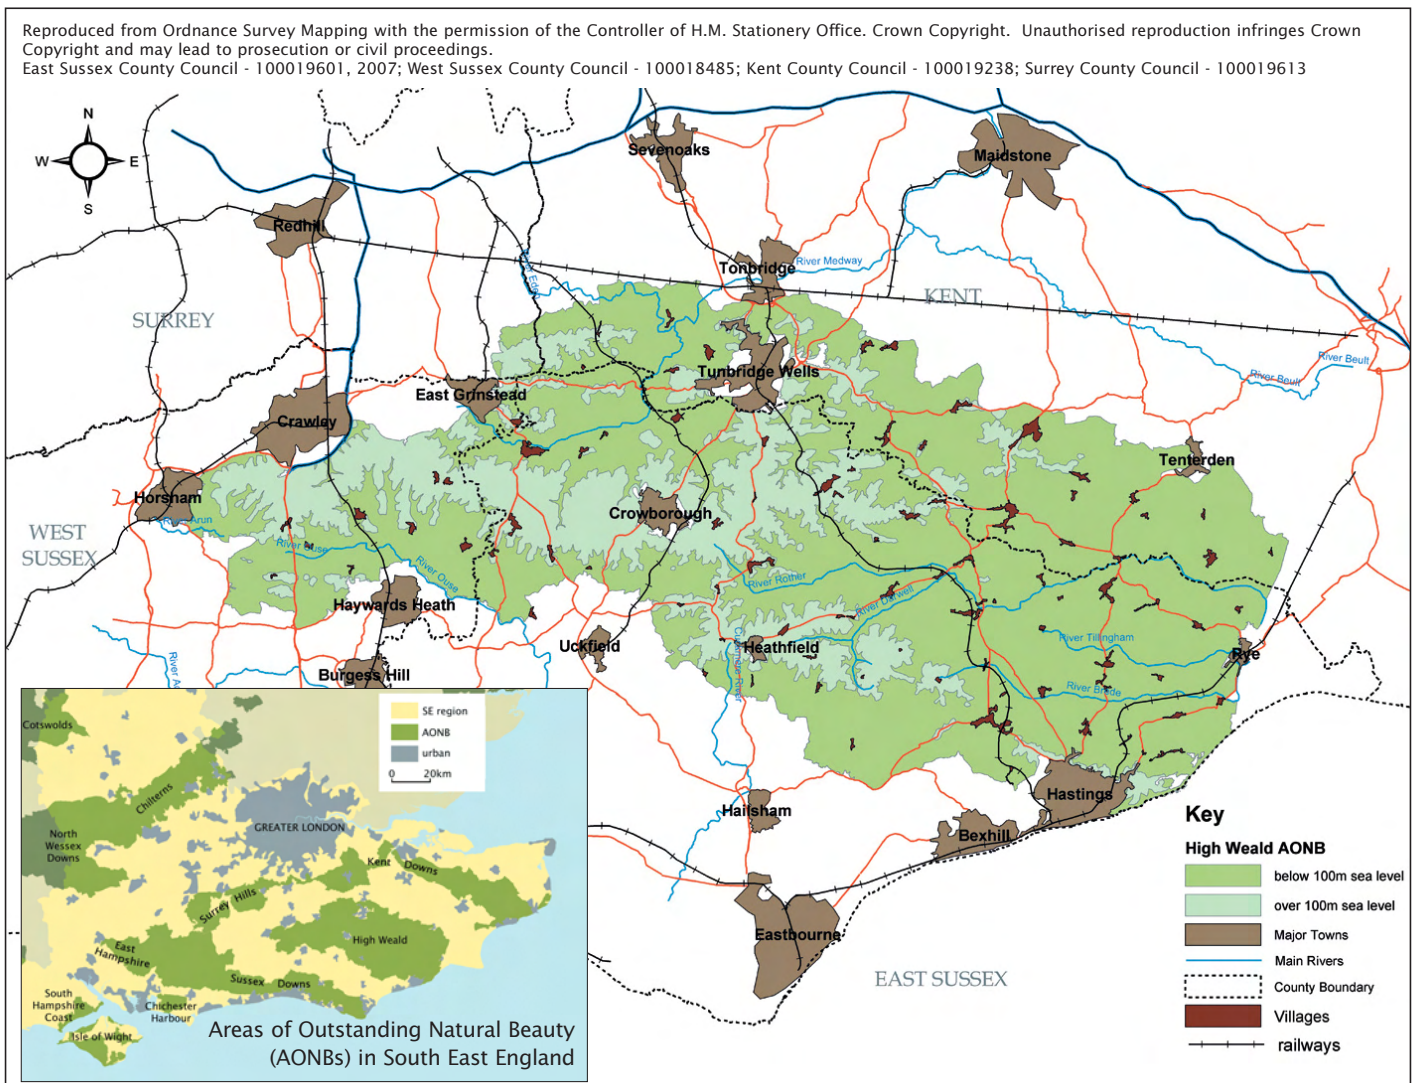 Reproduced from Ordnance Survey Mapping with the permission of the Controller of H.M. Stationery Office. Crown Copyright.  Unauthorised reproduction infringes Crown
Copyright and may lead to prosecution or civil proceedings.
East Sussex County Council - 100019601, 2007; West Sussex County Council - 100018485; Kent County Council - 100019238; Surrey County Council - 100019613
N
W
E
S
Sevenoaks
Maidstone
Redhill
Tonbridge
River Medway
River Eden
KENT
SURREY
River Beult
River Beult
Tunbridge Wells
East Grinstead
Crawley
Tenterden
Horsham
Crowborough
River Arun
WEST
SUSSEX
River Ouse
River Ouse
River Rother
River Darwell
Haywards Heath
Uckfield
Heathfield
River Tillingham
Rye
Cuckmere River
River Brede
Burgess Hill
Hailsham
Hastings
Bexhill
Eastbourne
EAST SUSSEX
SE region
AONB
urban
0
20km
Cotswolds
Chilterns
GREATER LONDON
North
Wessex
Downs
Kent
Downs
Surrey Hills
High Weald
East
Hampshire
Sussex
Downs
South
Hampshire
Coast
Chichester
Harbour
Isle of Wight
Areas of Outstanding Natural Beauty
(AONBs) in South East England
Key
High Weald AONB
below 100m sea level
over 100m sea level
Major Towns
Main Rivers
County Boundary
Villages
railways